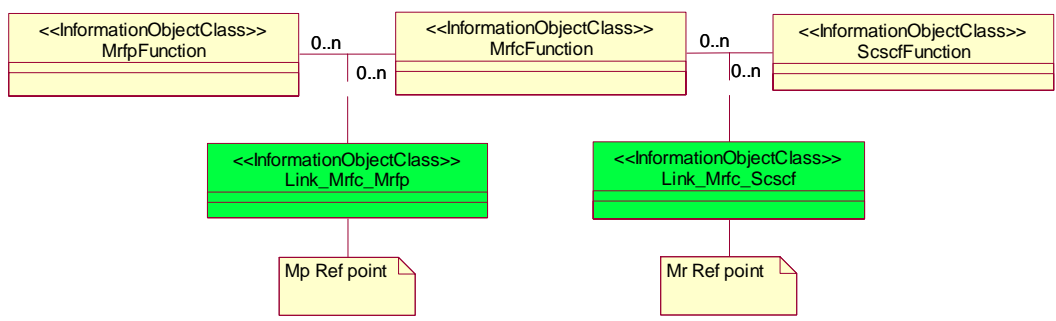 <<InformationObjectClass>>
MrfpFunction
0..n
0..n
<<InformationObjectClass>>
MrfcFunction
0..n
0..n
<<InformationObjectClass>>
ScscfFunction
<<InformationObjectClass>>
Link_Mrfc_Mrfp
<<InformationObjectClass>>
Link_Mrfc_Scscf
Mp Ref point
Mr Ref point